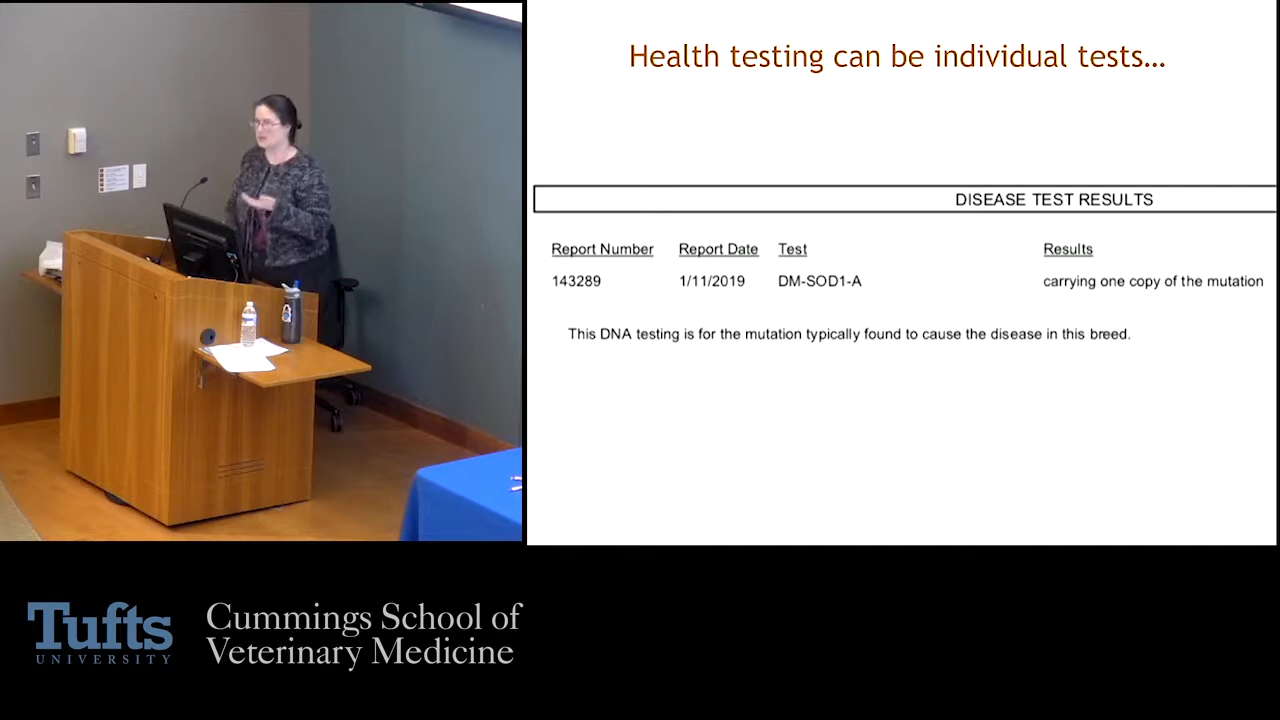 Health testing can be individual tests…
DISEASE TEST RESULTS
Report Number Report Date Test Results
143289 1/11/2019 DM-SOD1-A carrying one copy of the mutation
This DNA testing is for the mutation typically found to cause the disease in this breed.
Tufts
UNIVERSITY
Cummings School of
Veterinary Medicine